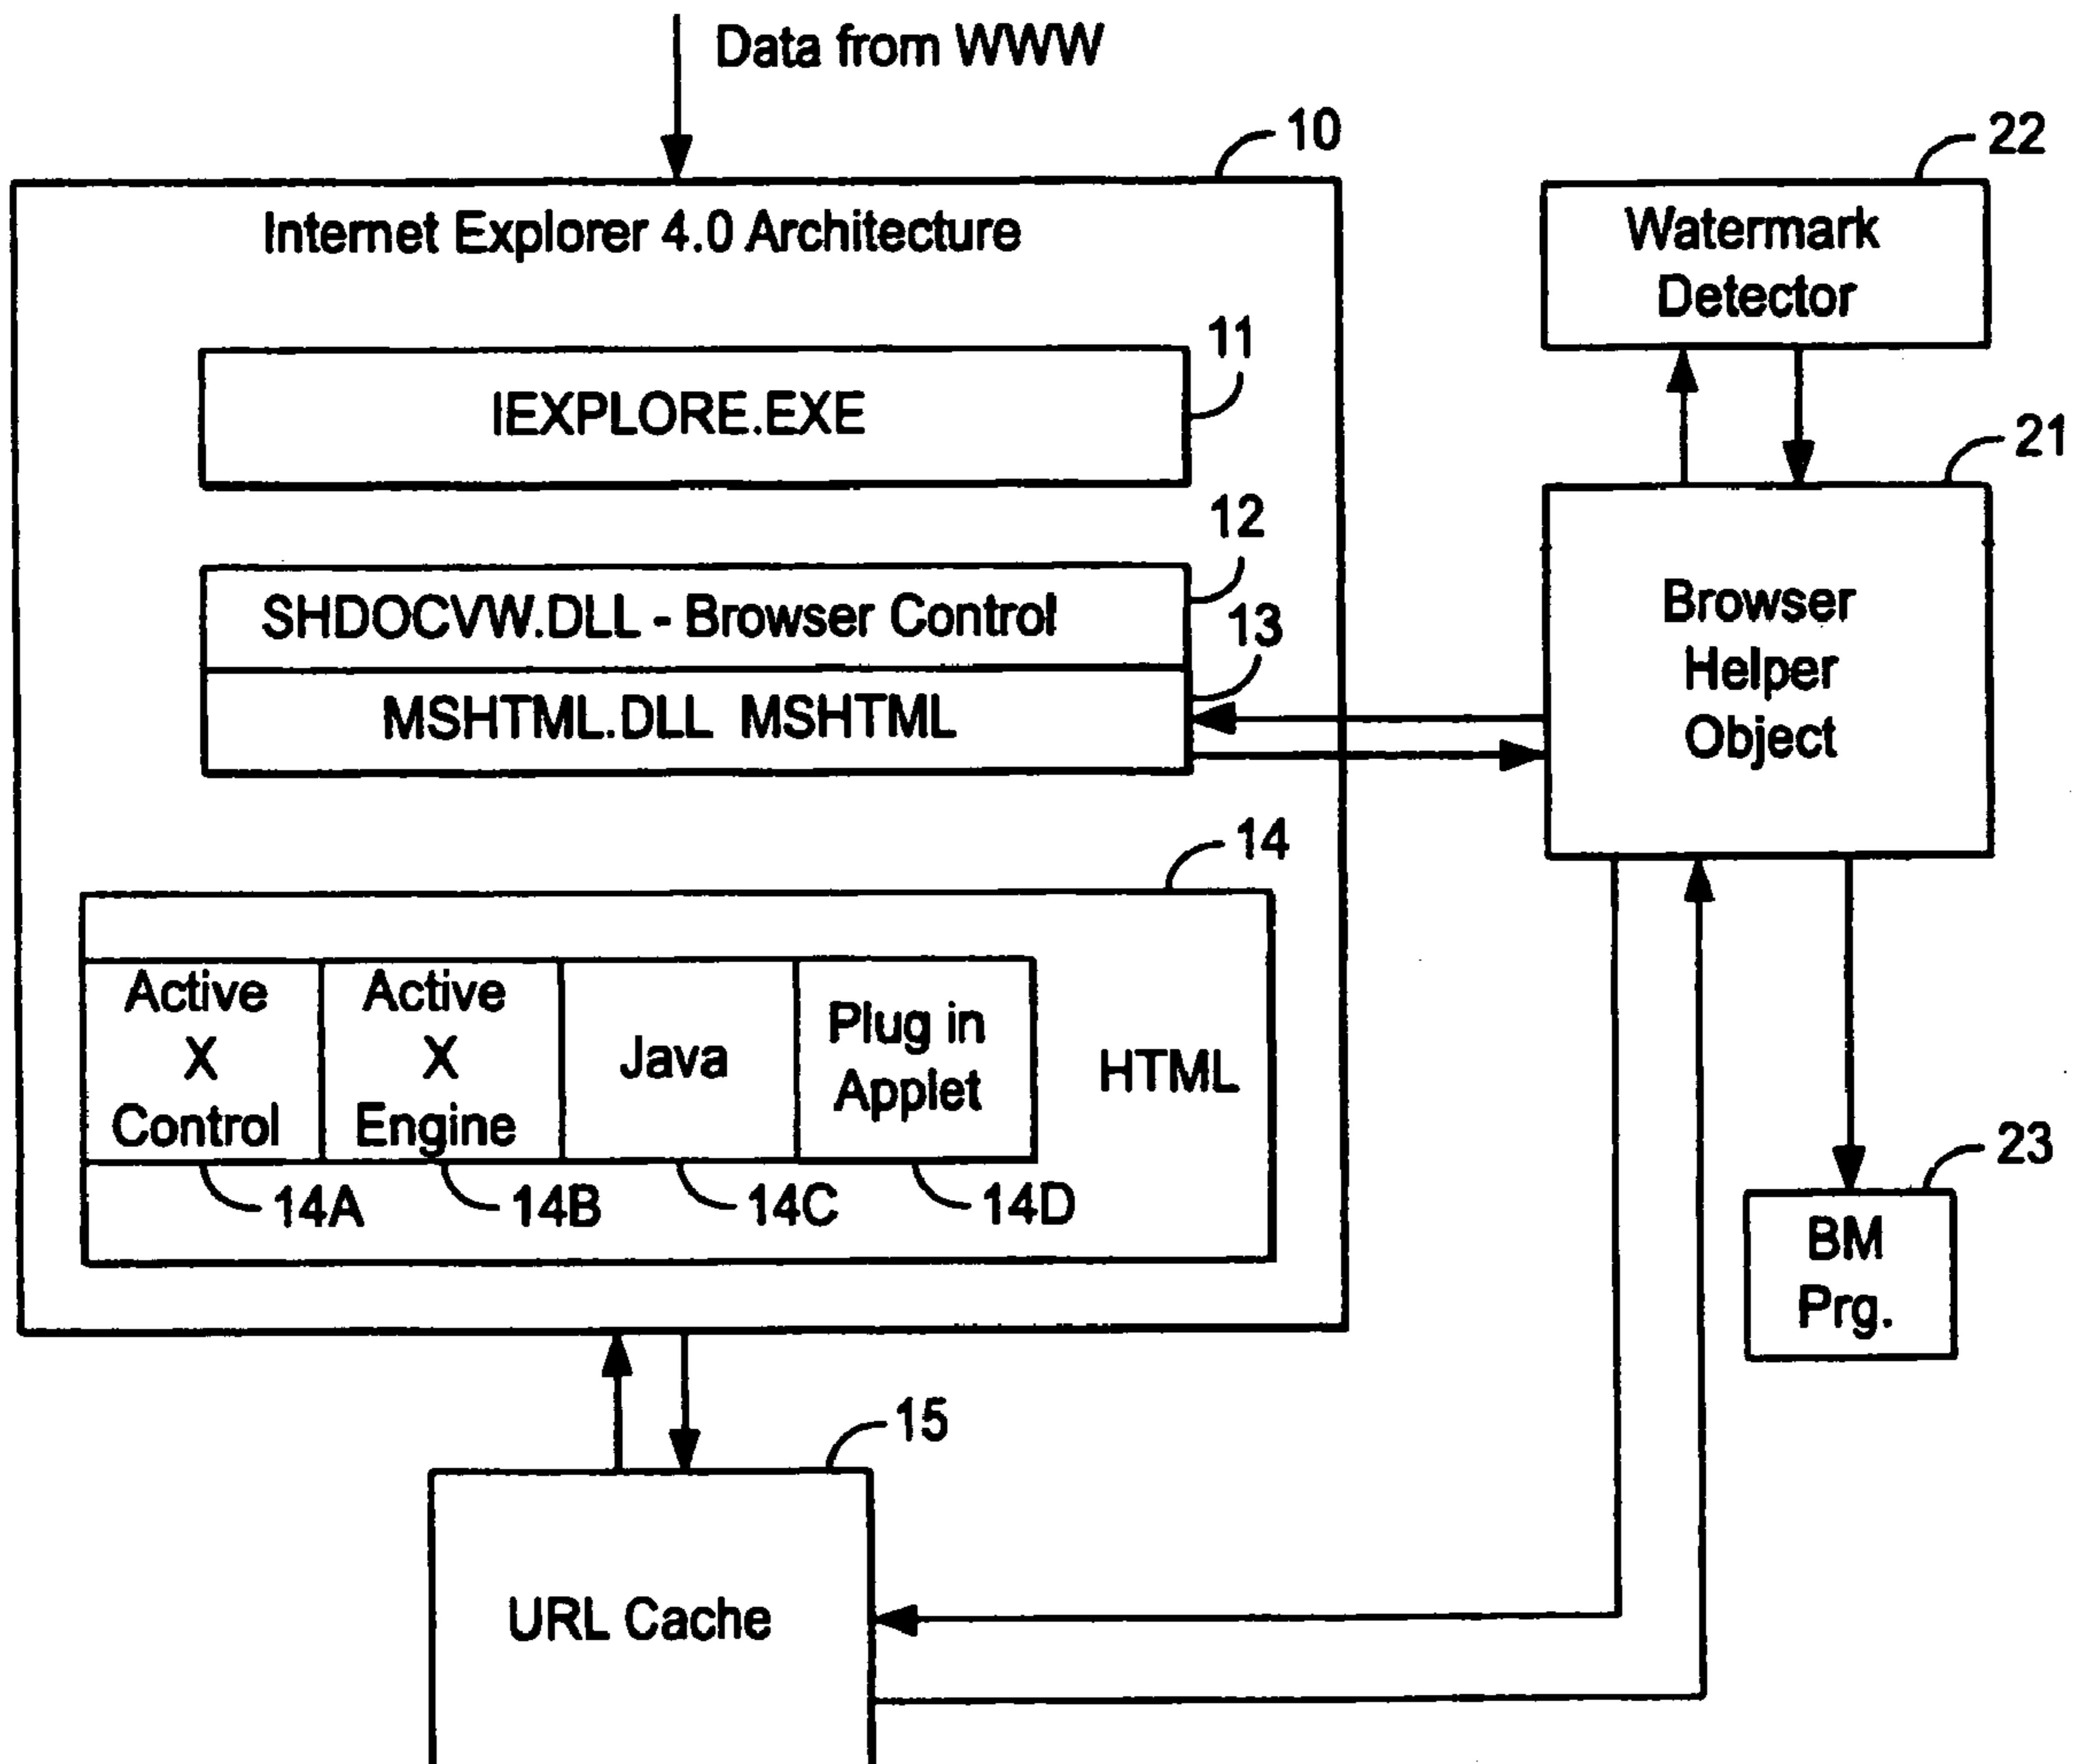 Data from WWW
10
Internet Explorer 4.0 Architecture
11
IEXPLORE.EXE
12
SHDOCVW.DLL - Browser Control
13
MSHTML.DLL MSHTML
14
Active
X
Control
Active
X
Engine
Java
Plug in
Applet
HTML
14A
14B
14C
14D
15
URL Cache
22
Watermark
Detector
21
Browser
Helper
Object
23
BM
Prg.